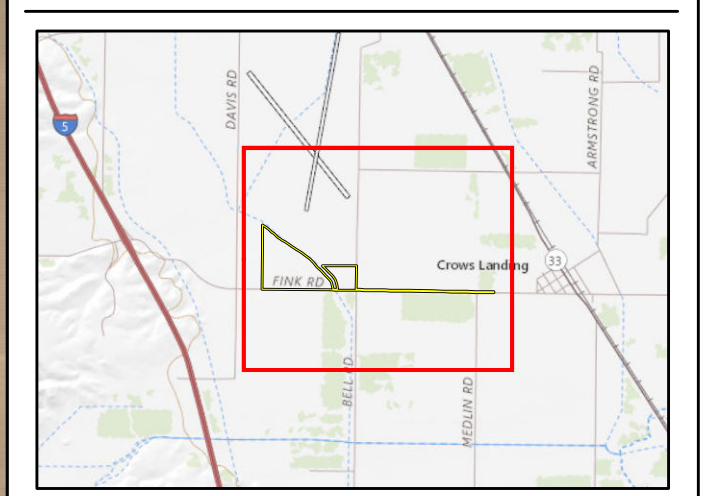 DAVIS RD
5
ARMSTRONG RD
Crows Landing
33
FINK RD
BELL RD
MEDLIN RD